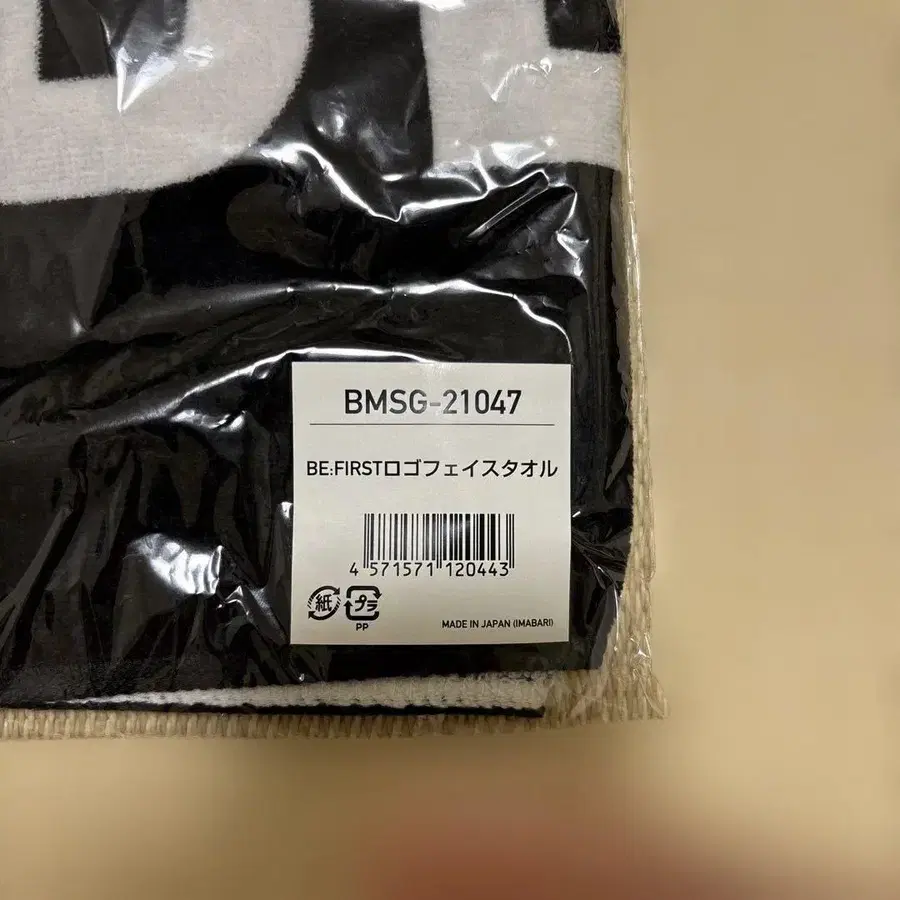 BMSG-21047
BE:FIRSTロゴフェイスタオル
4 571571 120443
紙 プラ
PP
MADE IN JAPAN (IMABARI)